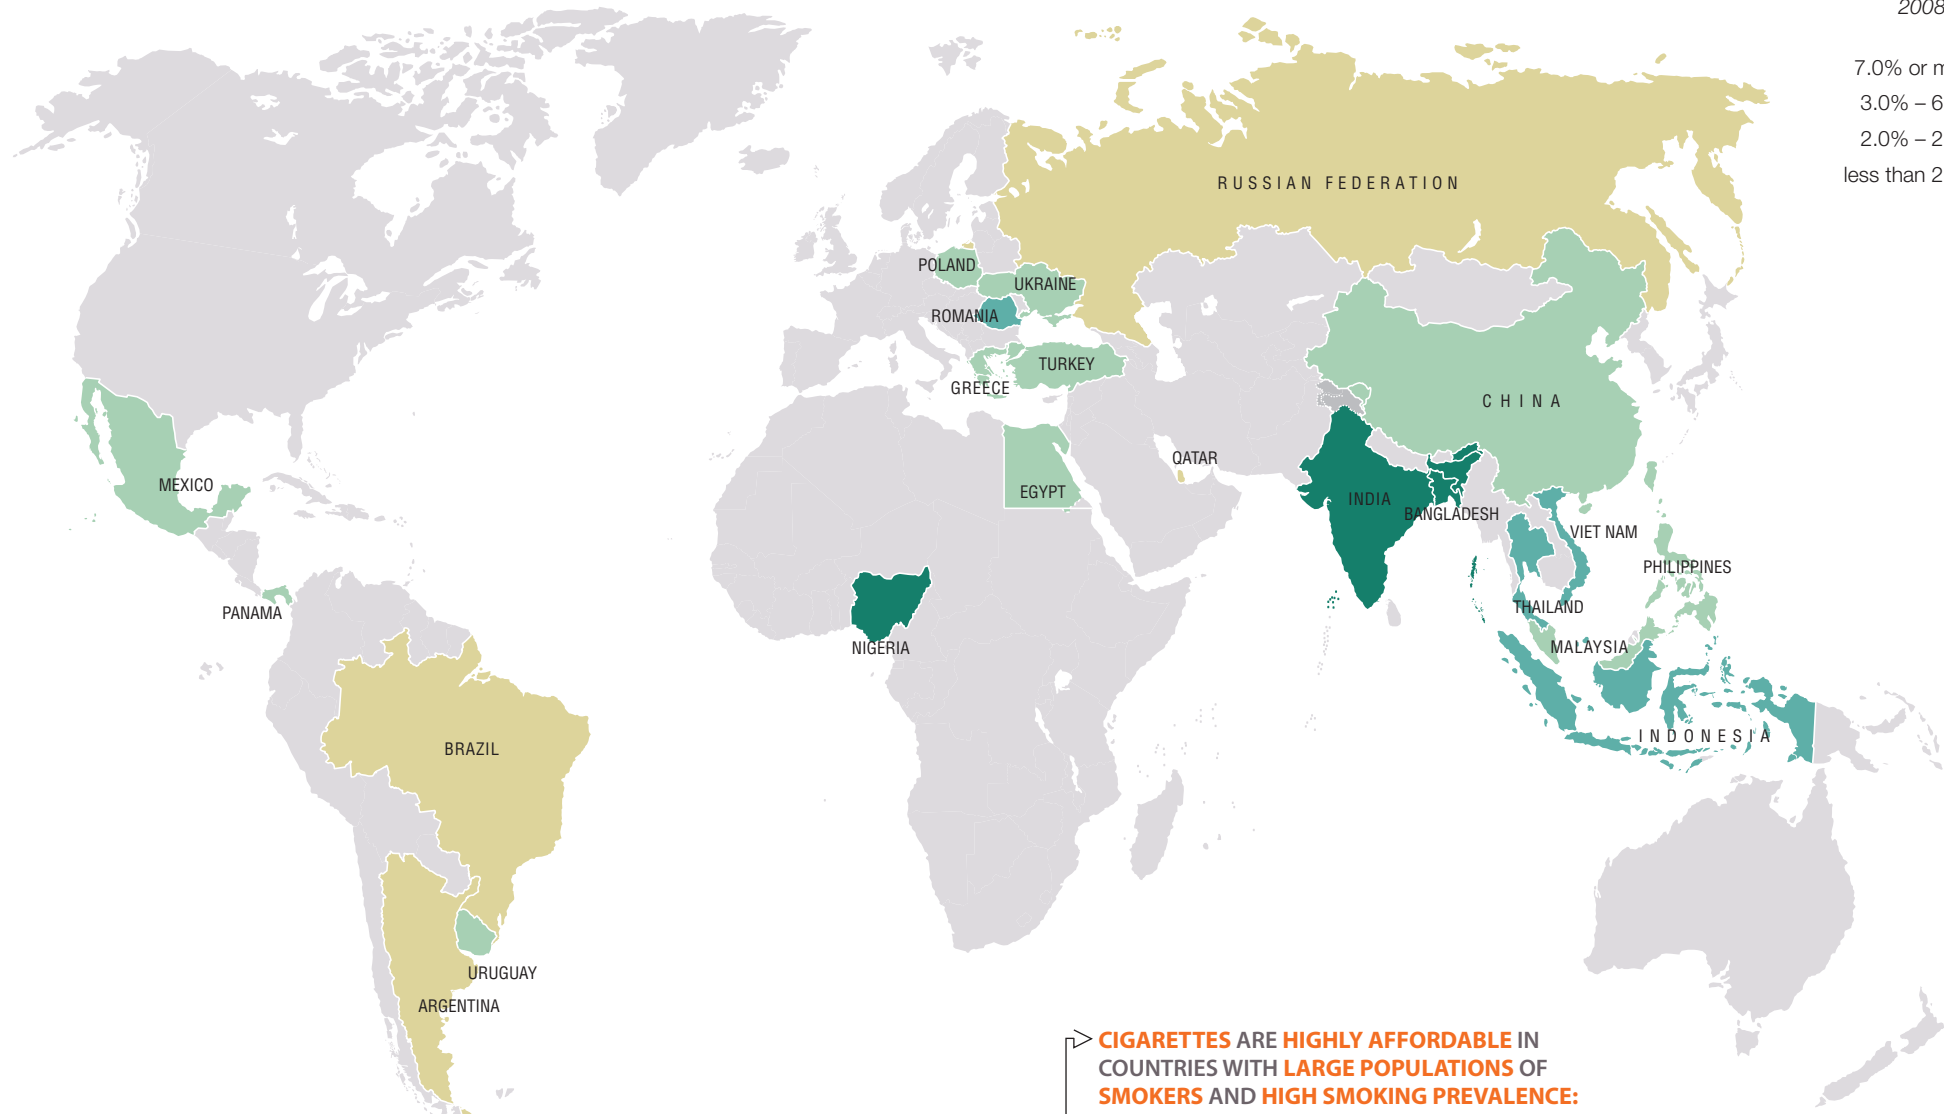 2008
7.0% or m
3.0% – 6
2.0% – 2
less than 2
RUSSIAN FEDERATION
POLAND
UKRAINE
ROMANIA
TURKEY
GREECE
CHINA
QATAR
MEXICO
EGYPT
INDIA
BANGLADESH
VIET NAM
PHILIPPINES
PANAMA
THAILAND
NIGERIA
MALAYSIA
INDONESIA
BRAZIL
URUGUAY
ARGENTINA
CIGARETTES ARE HIGHLY AFFORDABLE IN
COUNTRIES WITH LARGE POPULATIONS OF
SMOKERS AND HIGH SMOKING PREVALENCE: